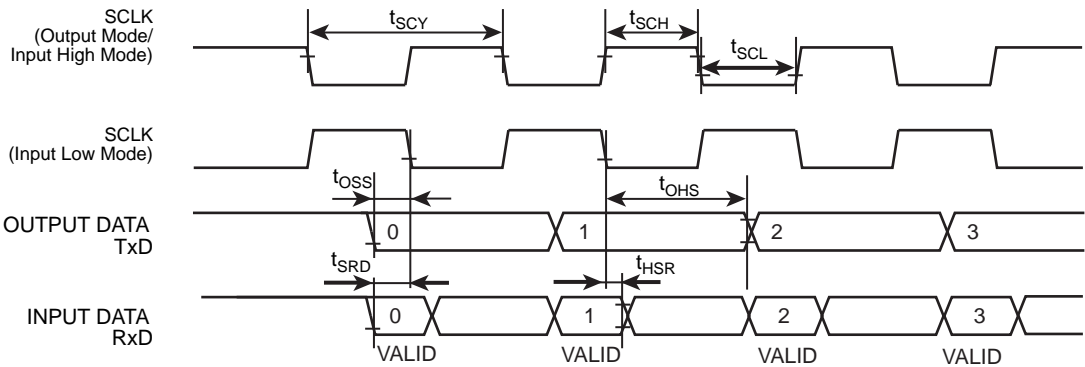 SCLK
(Output Mode/
Input High Mode)
tSCY
tSCH
tSCL
SCLK
(Input Low Mode)
tOSS
tOHS
OUTPUT DATA
TxD
0
1
2
3
tSRD
tHSR
INPUT DATA
RxD
0
1
2
3
VALID
VALID
VALID
VALID